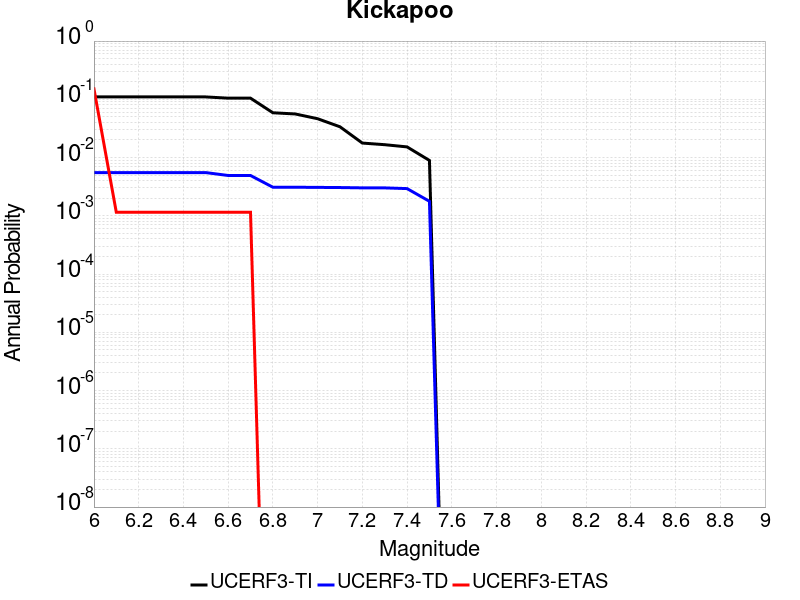 Kickapoo
10^0
10^-1
10^-2
10^-3
10^-4
10^-5
10^-6
10^-7
10^-8
Annual Probability
6 6.2 6.4 6.6 6.8 7 7.2 7.4 7.6 7.8 8 8.2 8.4 8.6 8.8 9
Magnitude
UCERF3-TI UCERF3-TD UCERF3-ETAS